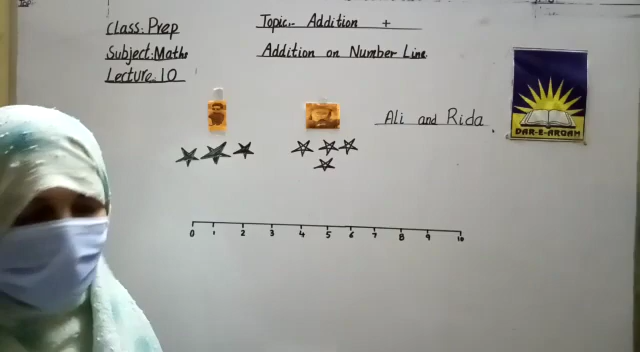 Class: Prep
Subject: Maths
Lecture: 10
Topic:- Addition +
Addition on Number Line
Ali and Rida
DAR-E-ARQAM
0 1 2 3 4 5 6 7 8 9 10